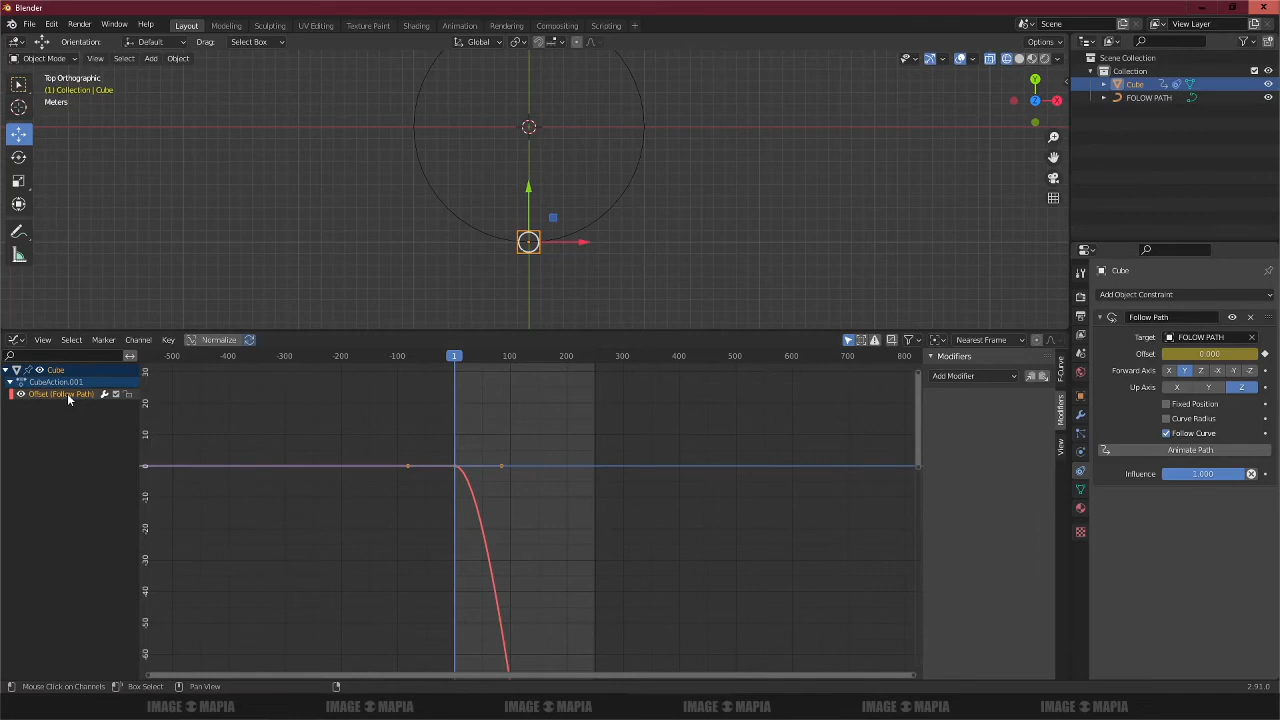 Blender
File Edit Render Window Help Layout Modeling Sculpting UV Editing Texture Paint Shading Animation Rendering Compositing Scripting + Scene View Layer
Orientation: Default Drag: Select Box Global Options
Object Mode View Select Add Object
Top Orthographic
(1) Collection | Cube
Meters
Y
Z
X
Scene Collection
Collection
Cube
FOLOW PATH
Cube
Add Object Constraint
Follow Path
Target FOLOW PATH
Offset 0.000
Forward Axis X Y Z -X -Y -Z
Up Axis X Y Z
Fixed Position
Curve Radius
Follow Curve
Animate Path
Influence 1.000
View Select Marker Channel Key Normalize Nearest Frame
-500 -400 -300 -200 -100 1 100 200 300 400 500 600 700 800
Cube
CubeAction.001
Offset (Follow Path)
30
20
10
0
-10
-20
-30
-40
-50
-60
Modifiers
Add Modifier
F-Curve
Modifiers
View
Mouse Click on Channels Box Select Pan View 2.91.0
IMAGE MAPIA IMAGE MAPIA IMAGE MAPIA IMAGE MAPIA IMAGE MAPIA IMAGE MAPIA